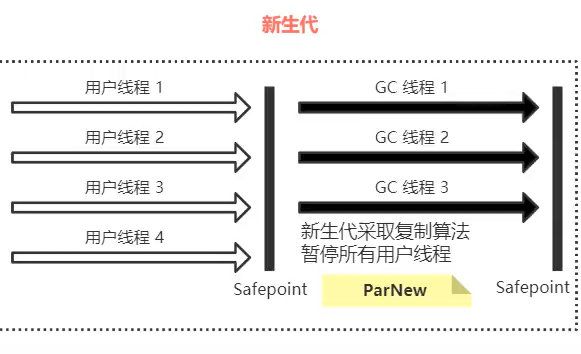 新生代
用户线程 1
GC 线程 1
用户线程 2
GC 线程 2
用户线程 3
GC 线程 3
用户线程 4
新生代采取复制算法
暂停所有用户线程
Safepoint
ParNew
Safepoint